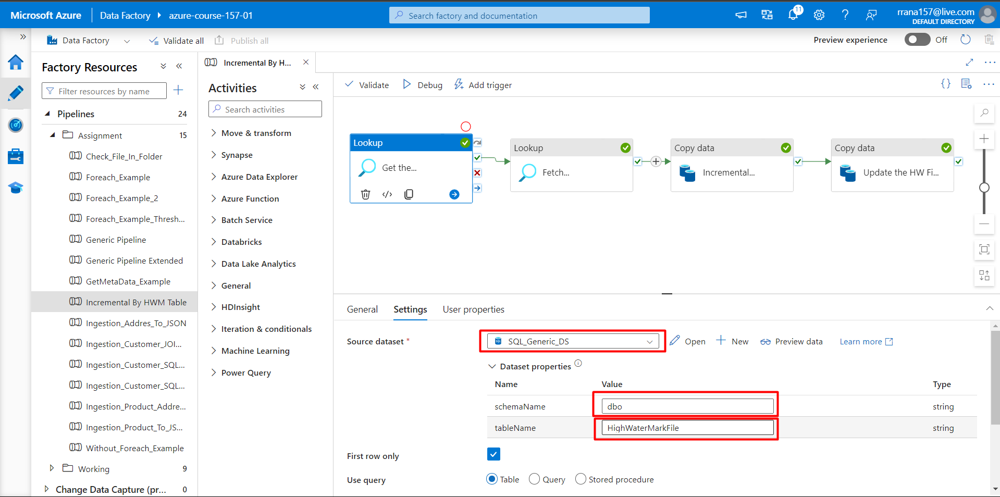 Microsoft Azure
Data Factory
azure-course-157-01
Search factory and documentation
11
rrana157@live.com
DEFAULT DIRECTORY
Data Factory
Validate all
Publish all
Preview experience
Off
Factory Resources
Filter resources by name
Pipelines 24
Assignment 15
Check_File_In_Folder
Foreach_Example
Foreach_Example_2
Foreach_Example_Thresh...
Generic Pipeline
Generic Pipeline Extended
GetMetaData_Example
Incremental By HWM Table
Ingestion_Addres_To_JSON
Ingestion_Customer_JOI...
Ingestion_Customer_SQL...
Ingestion_Customer_SQL...
Ingestion_Product_Addre...
Ingestion_Product_To_JS...
Without_Foreach_Example
Working 9
Change Data Capture (pr... 0
Incremental By H...
Activities
Search activities
Move & transform
Synapse
Azure Data Explorer
Azure Function
Batch Service
Databricks
Data Lake Analytics
General
HDInsight
Iteration & conditionals
Machine Learning
Power Query
Validate
Debug
Add trigger
Lookup
Get the...
Lookup
Fetch...
Copy data
Incremental...
Copy data
Update the HW Fi...
General
Settings
User properties
Source dataset *
SQL_Generic_DS
Open
New
Preview data
Learn more
Dataset properties
Name Value Type
schemaName dbo string
tableName HighWaterMarkFile string
First row only
Use query
Table
Query
Stored procedure